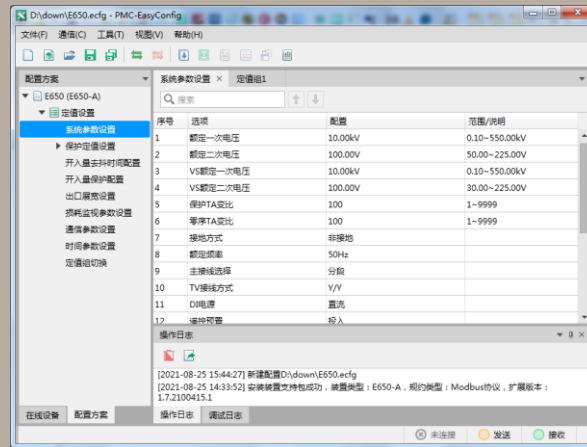 D:\down\E650.ecfg - PMC-EasyConfig
文件(F) 通信(C) 工具(T) 视图(V) 帮助(H)
配置方案
E650 (E650-A)
定值设置
系统参数设置
保护定值设置
开入量去抖时间配置
开入量保护配置
出口展宽设置
损耗监视参数设置
通信参数设置
时间参数设置
定值组切换
在线设备 配置方案
系统参数设置 × 定值组1
搜索
序号 选项 配置 范围/说明
1 额定一次电压 10.00kV 0.10~550.00kV
2 额定二次电压 100.00V 50.00~225.00V
3 VS额定一次电压 10.00kV 0.10~550.00kV
4 VS额定二次电压 100.00V 30.00~225.00V
5 保护TA变比 100 1~9999
6 零序TA变比 100 1~9999
7 接地方式 非接地
8 额定频率 50Hz
9 主接线选择 分段
10 TV接线方式 Y/Y
11 DI电源 直流
12 遥控预置 投入
操作日志
[2021-08-25 15:44:27] 新建配置D:\down\E650.ecfg
[2021-08-25 14:33:52] 安装装置支持包成功，装置类型：E650-A，规约类型：Modbus协议，扩展版本：
1.7.2100415.1
操作日志 调试日志
未连接 发送 接收